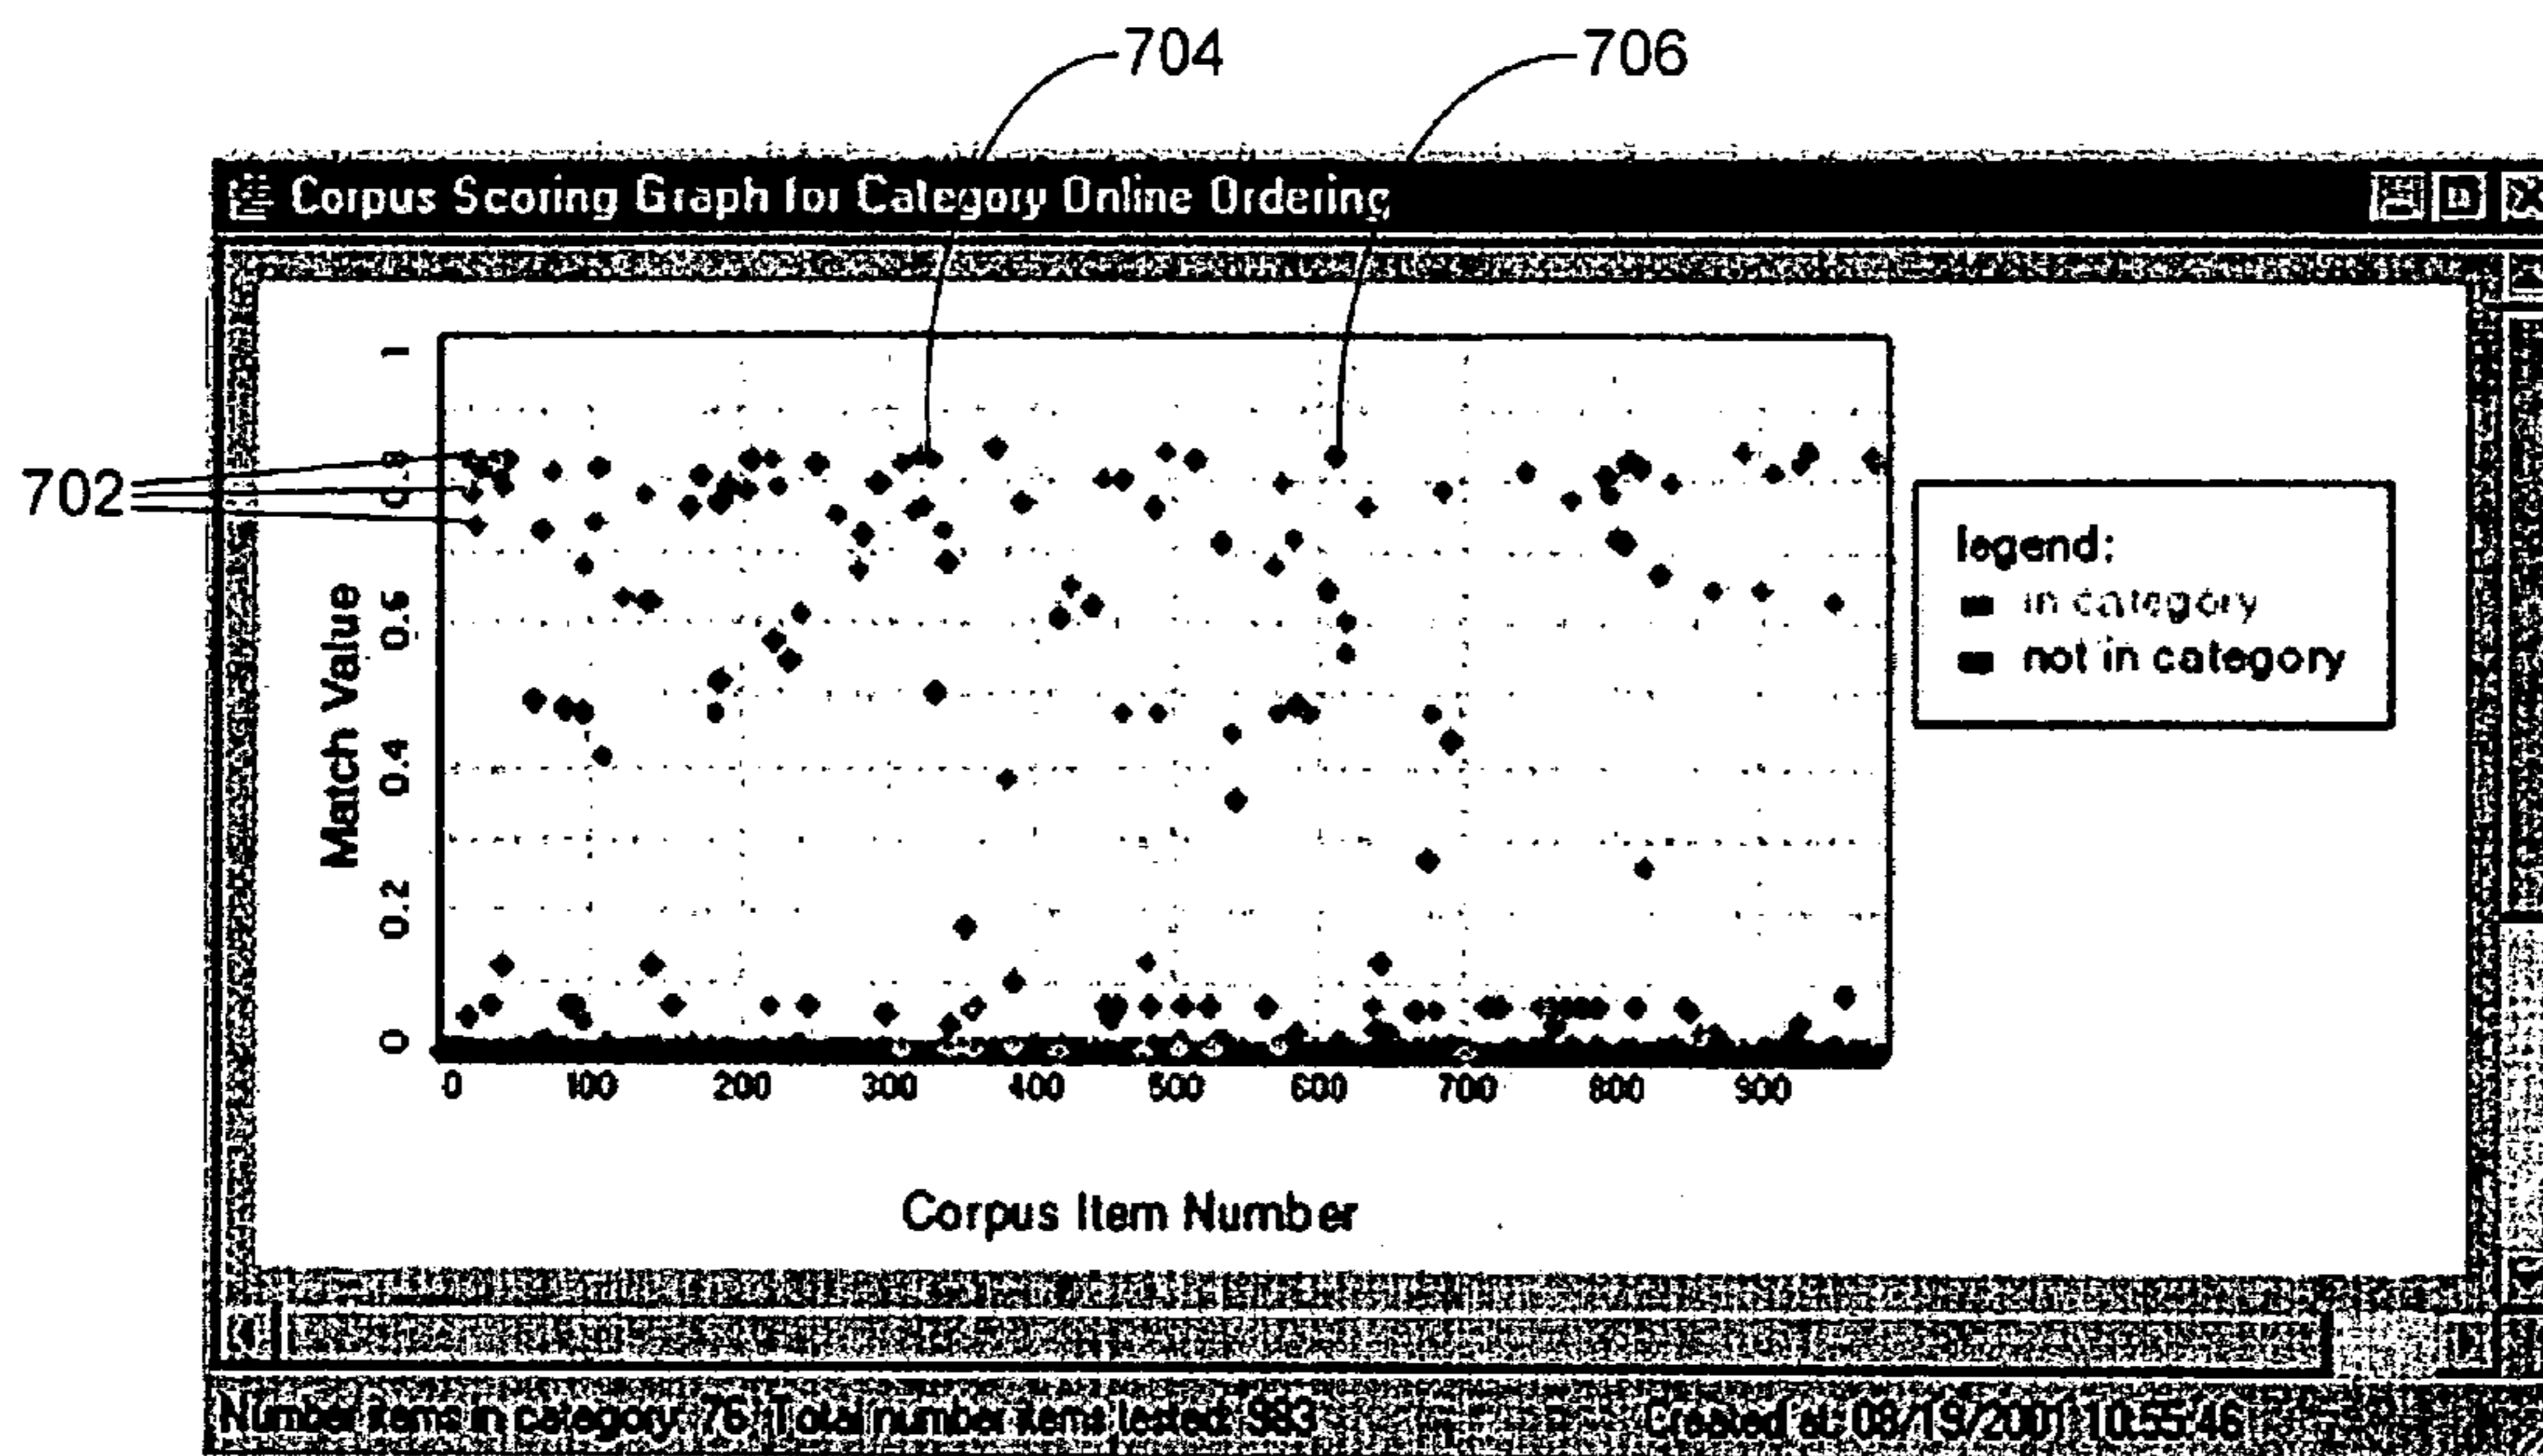 704
706
Corpus Scoring Graph for Category Online Ordering
702
1
0.8
0.6
0.4
0.2
0
Match Value
0 100 200 300 400 500 600 700 800 900
Corpus Item Number
legend:
in category
not in category
Number items in category: 76 Total number items tested: 983
Created at: 08/19/2001 10:55:46